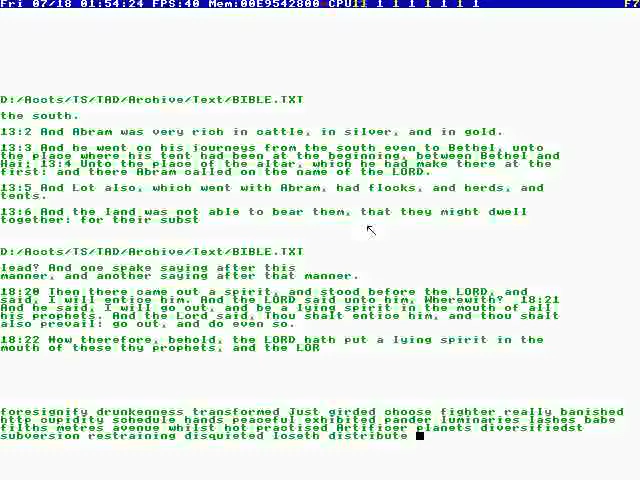 Fri 07/18 01:54:24 FPS:40 Mem:00E9542800 CPU11 1 1 1 1 1 1 F7
D:/Accts/TS/TAD/Archive/Text/BIBLE.TXT
the south.
13:2 And Abram was very rich in cattle, in silver, and in gold.
13:3 And he went on his journeys from the south even to Bethel, unto
the place where his tent had been at the beginning, between Bethel and
Hai; 13:4 Unto the place of the altar, which he had make there at the
first: and there Abram called on the name of the LORD.
13:5 And Lot also, which went with Abram, had flocks, and herds, and
tents.
13:6 And the land was not able to bear them, that they might dwell
together: for their subst
D:/Accts/TS/TAD/Archive/Text/BIBLE.TXT
lead? And one spake saying after this
manner, and another saying after that manner.
18:20 Then there came out a spirit, and stood before the LORD, and
said, I will entice him. And the LORD said unto him, Wherewith? 18:21
And he said, I will go out, and be a lying spirit in the mouth of all
his prophets. And the Lord said, Thou shalt entice him, and thou shalt
also prevail: go out, and do even so.
18:22 Now therefore, behold, the LORD hath put a lying spirit in the
mouth of these thy prophets, and the LOR
foresignify drunkenness transformed Just girded choose fighter really banished
http cupidity schedule hands peaceful exhibited pander luminaries lashes babe
filths metres avenue whilst hot practised Artificer planets diversifiedst
subversion restraining disquieted loseth distribute